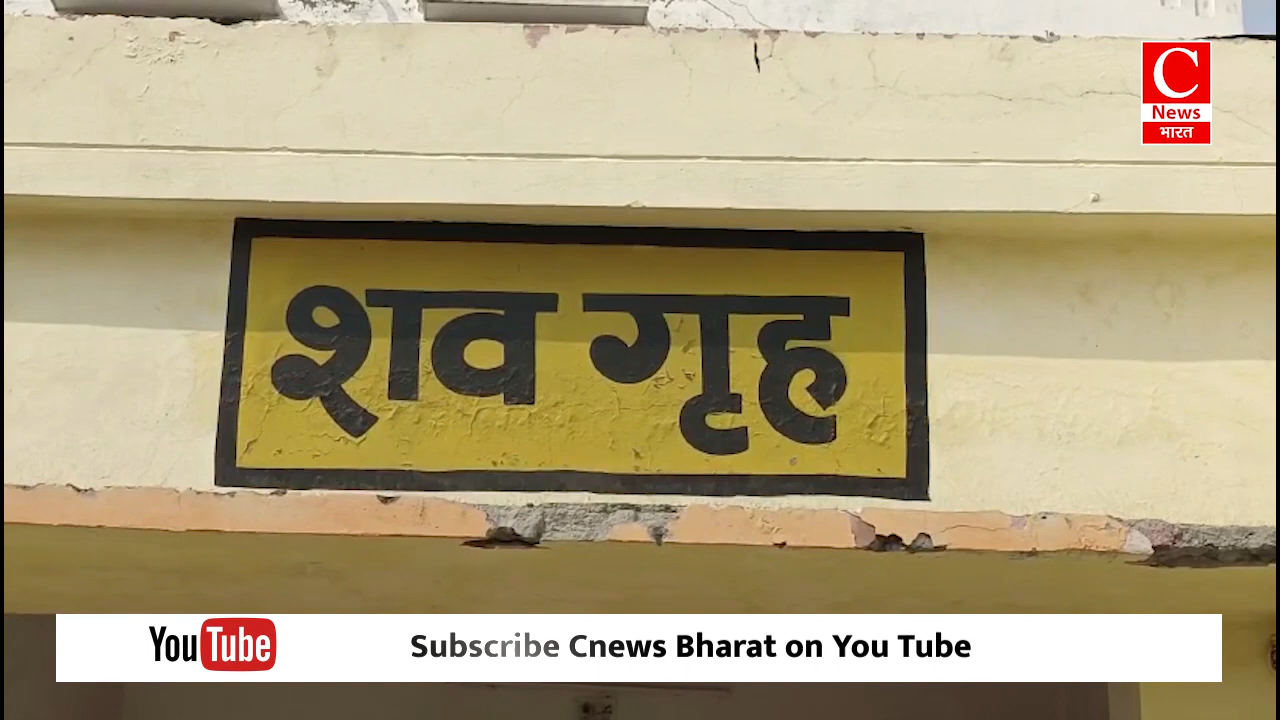 C
News
भारत
शव गृह
YouTube
Subscribe Cnews Bharat on You Tube